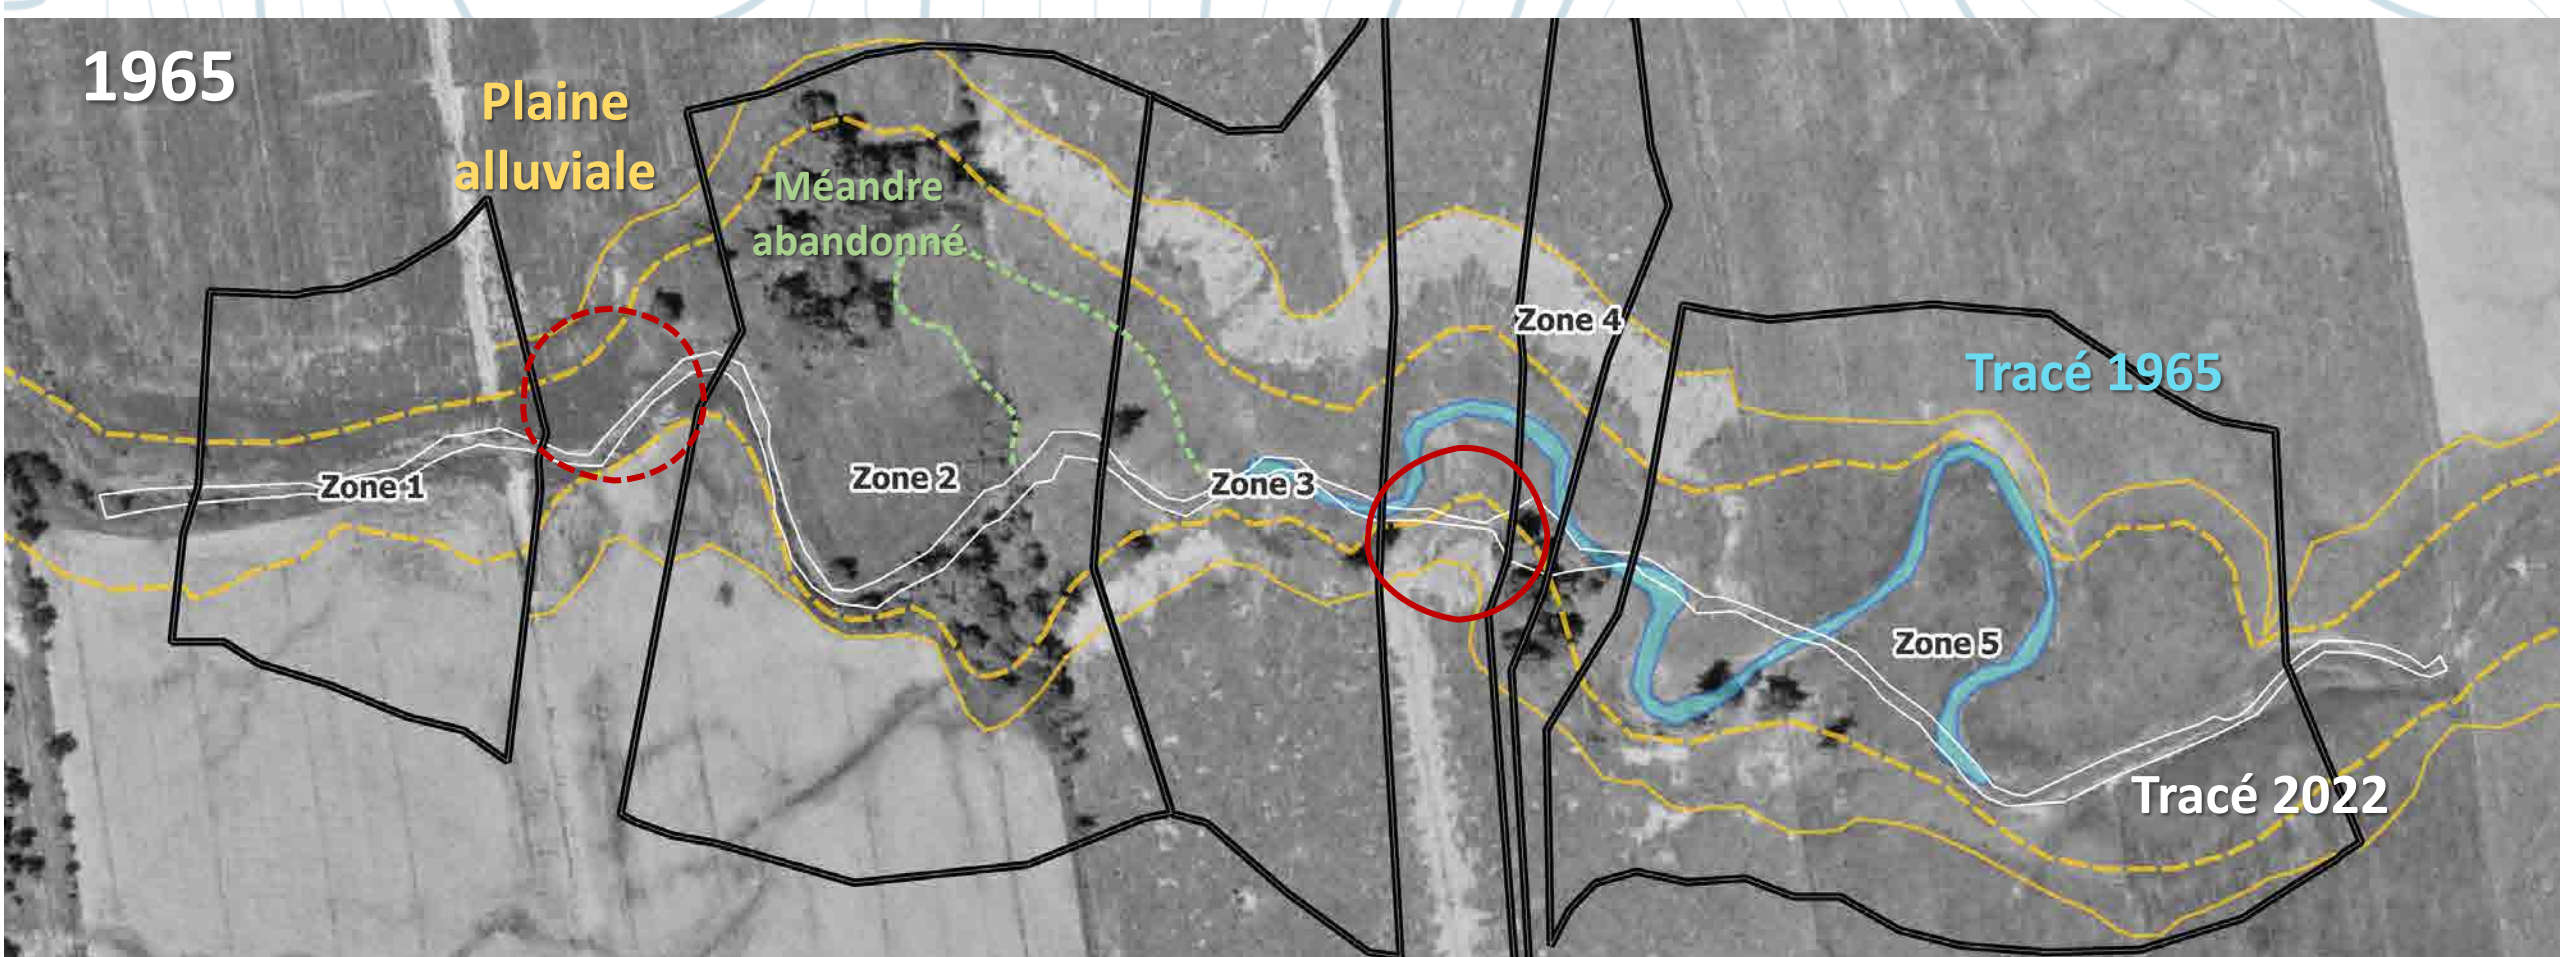 1965
Plaine
alluviale
Méandre
abandonné
Zone 4
Tracé 1965
Zone 1
Zone 2
Zone 3
Zone 5
Tracé 2022